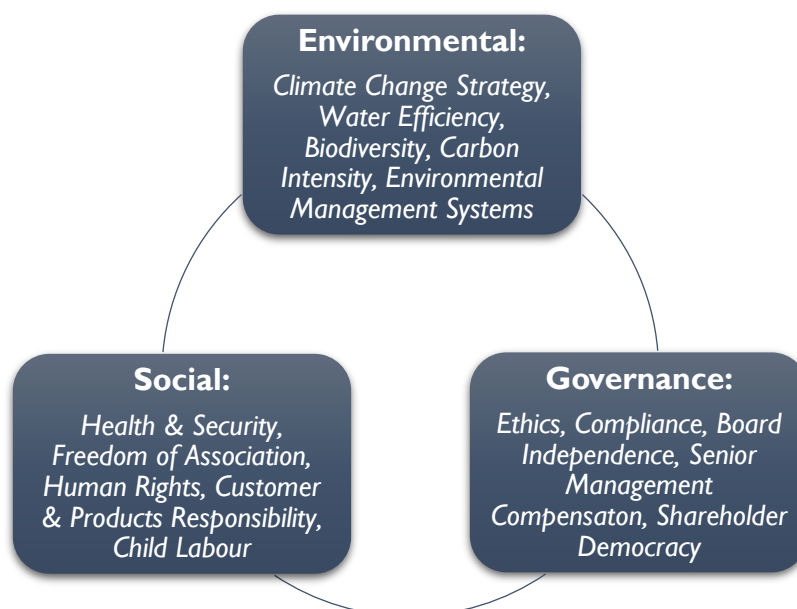 Environmental:
Climate Change Strategy,
Water Efficiency,
Biodiversity, Carbon
Intensity, Environmental
Management Systems
Social:
Health & Security,
Freedom of Association,
Human Rights, Customer
& Products Responsibility,
Child Labour
Governance:
Ethics, Compliance, Board
Independence, Senior
Management
Compensaton, Shareholder
Democracy